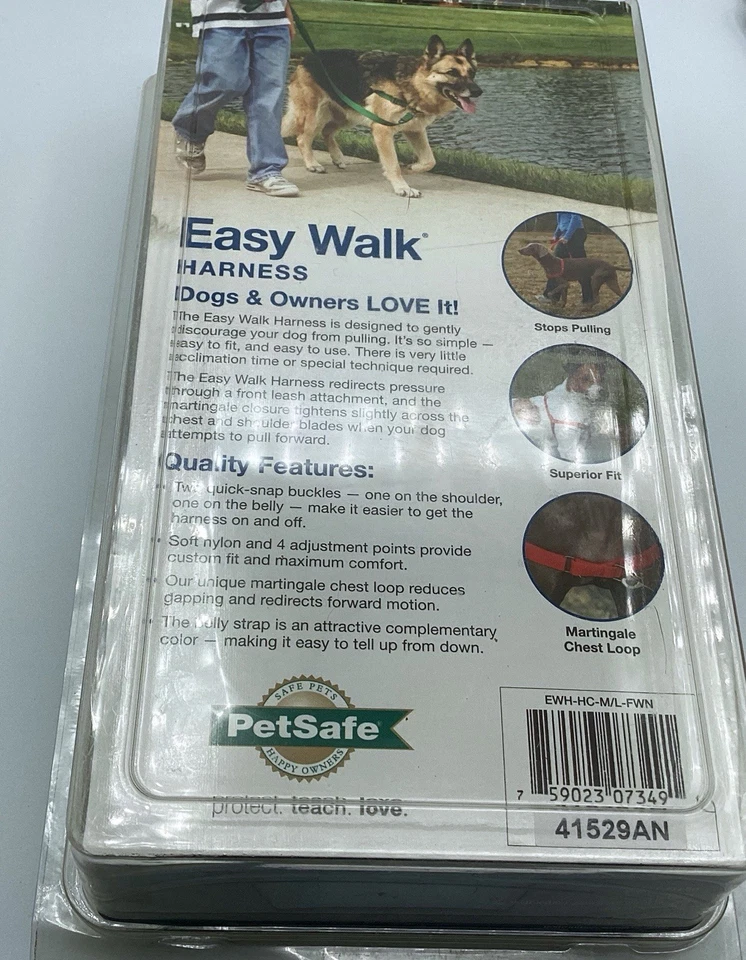 Easy Walk®
HARNESS
Dogs & Owners LOVE It!
The Easy Walk Harness is designed to gently
discourage your dog from pulling. It's so simple —
easy to fit, and easy to use. There is very little
acclimation time or special technique required.
The Easy Walk Harness redirects pressure
through a front leash attachment, and the
martingale closure tightens slightly across the
chest and shoulder blades when your dog
attempts to pull forward.
Quality Features:
• Two quick-snap buckles — one on the shoulder,
one on the belly — make it easier to get the
harness on and off.
• Soft nylon and 4 adjustment points provide
custom fit and maximum comfort.
• Our unique martingale chest loop reduces
gapping and redirects forward motion.
• The belly strap is an attractive complementary
color — making it easy to tell up from down.
Stops Pulling
Superior Fit
Martingale
Chest Loop
SAFE PETS
PetSafe®
HAPPY OWNERS
protect. teach. love.
EWH-HC-M/L-FWN
7 59023 07349
41529AN